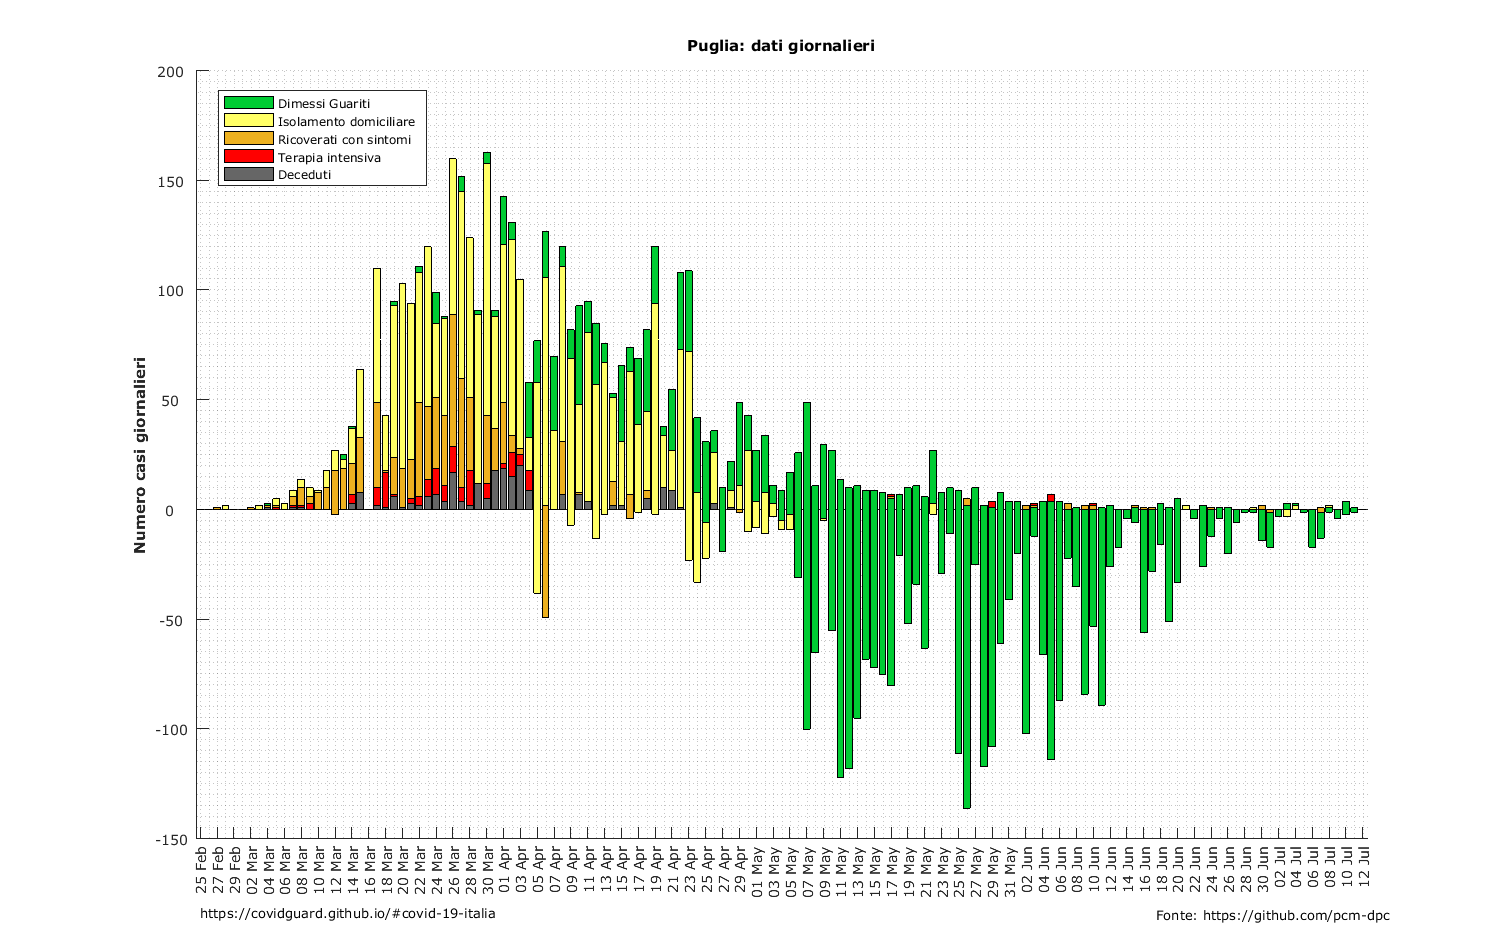 Puglia: dati giornalieri
200
150
100
50
0
-50
-100
-150
Numero casi giornalieri
Dimessi Guariti
Isolamento domiciliare
Ricoverati con sintomi
Terapia intensiva
Deceduti
25 Feb
27 Feb
29 Feb
02 Mar
04 Mar
06 Mar
08 Mar
10 Mar
12 Mar
14 Mar
16 Mar
18 Mar
20 Mar
22 Mar
24 Mar
26 Mar
28 Mar
30 Mar
01 Apr
03 Apr
05 Apr
07 Apr
09 Apr
11 Apr
13 Apr
15 Apr
17 Apr
19 Apr
21 Apr
23 Apr
25 Apr
27 Apr
29 Apr
01 May
03 May
05 May
07 May
09 May
11 May
13 May
15 May
17 May
19 May
21 May
23 May
25 May
27 May
29 May
31 May
02 Jun
04 Jun
06 Jun
08 Jun
10 Jun
12 Jun
14 Jun
16 Jun
18 Jun
20 Jun
22 Jun
24 Jun
26 Jun
28 Jun
30 Jun
02 Jul
04 Jul
06 Jul
08 Jul
10 Jul
12 Jul
https://covidguard.github.io/#covid-19-italia
Fonte: https://github.com/pcm-dpc